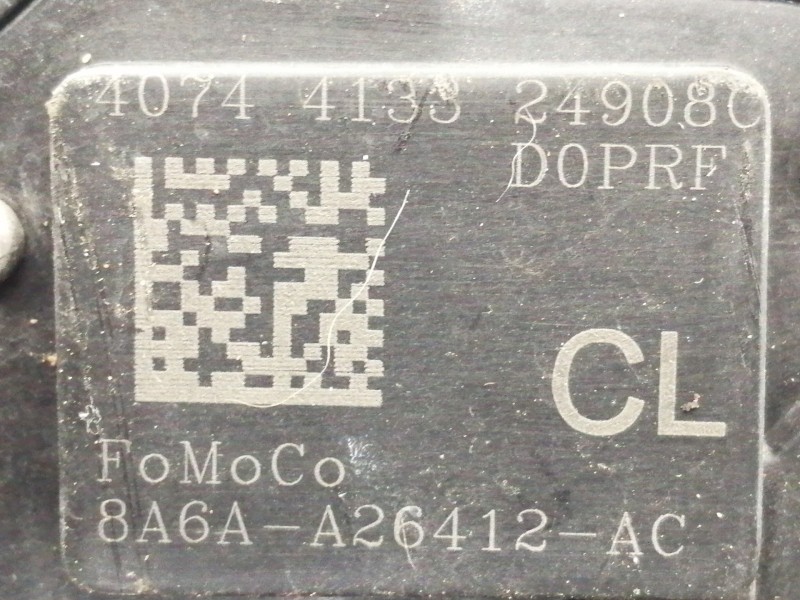 4074 4133 24908C
D0PRF
CL
FoMoCo
8A6A-A26412-AC